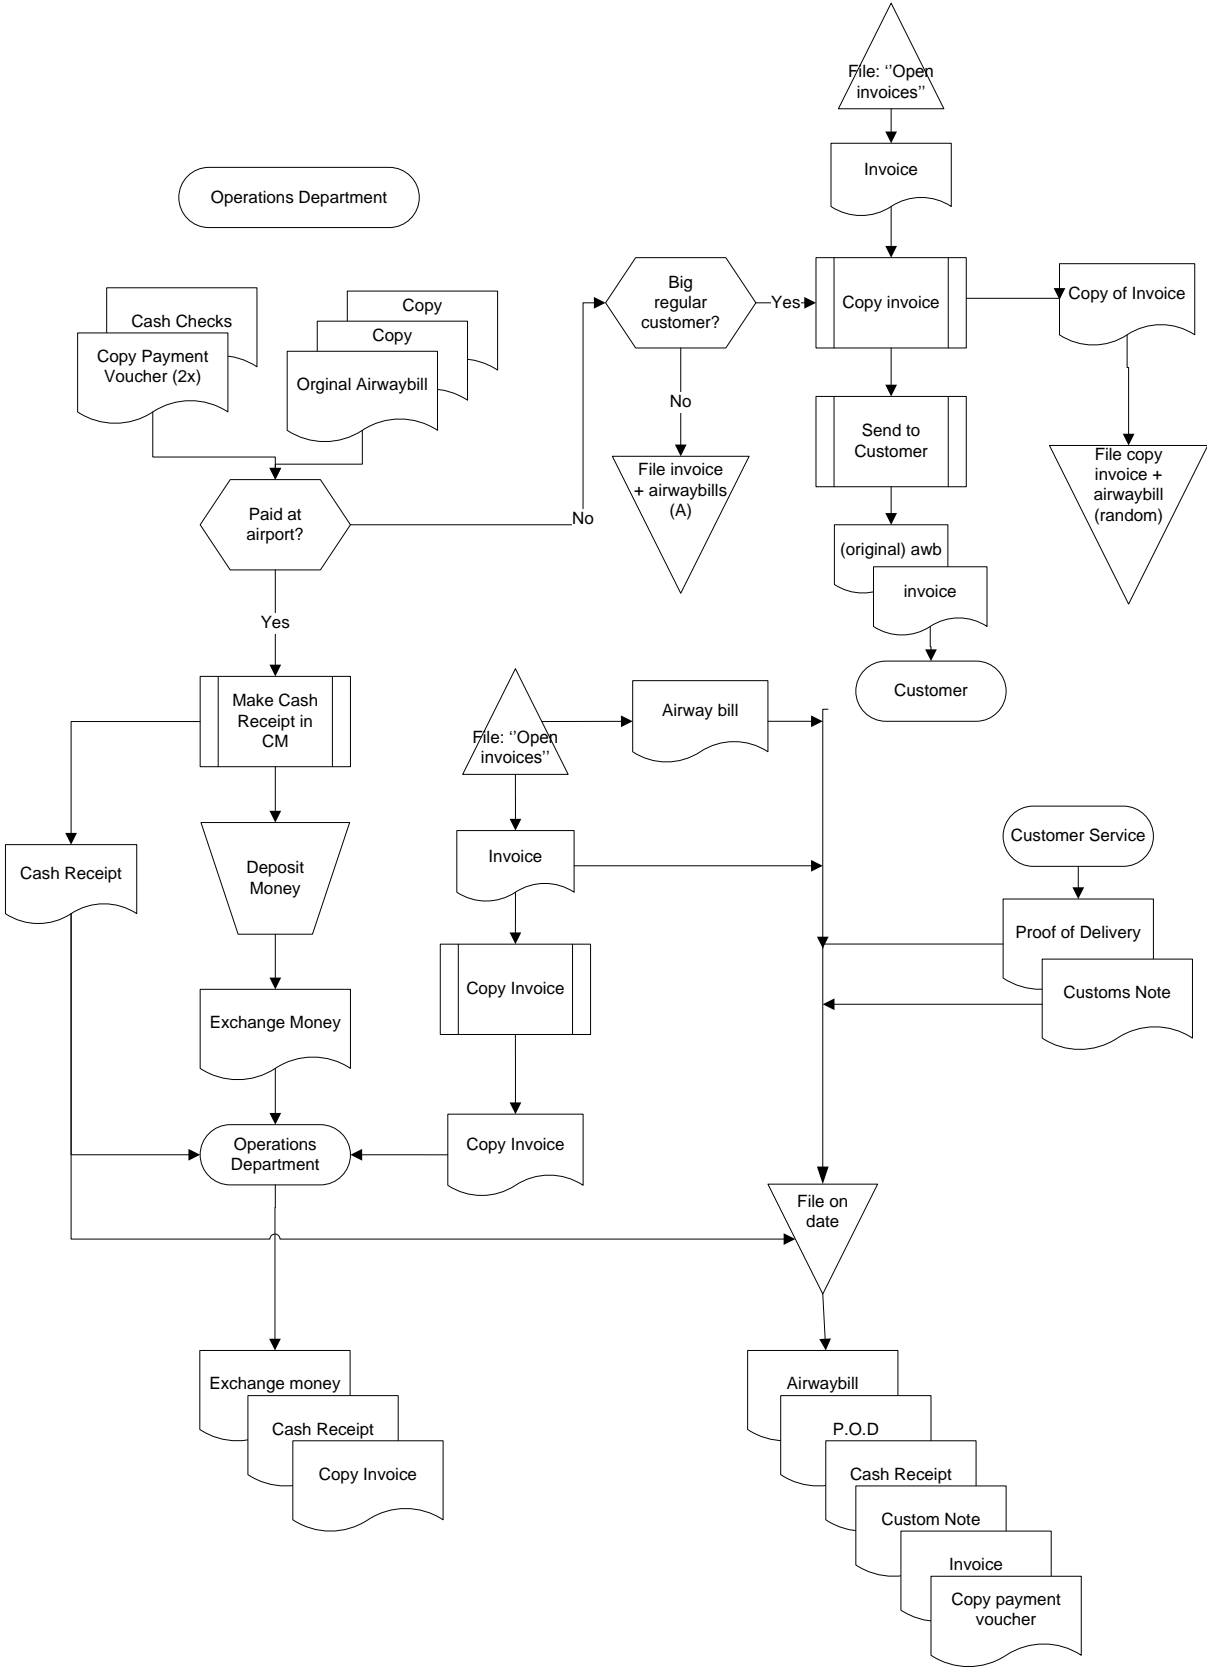 File: ‘’Open
invoices’’
Invoice
Operations Department
Big
regular
customer?
Yes
Copy invoice
Copy of Invoice
Cash Checks
Copy Payment
Voucher (2x)
Copy
Copy
Orginal Airwaybill
No
Send to
Customer
File invoice
+ airwaybills
(A)
File copy
invoice +
airwaybill
(random)
Paid at
airport?
No
(original) awb
invoice
Yes
Customer
Make Cash
Receipt in
CM
File: ‘’Open
invoices’’
Airway bill
Customer Service
Cash Receipt
Deposit
Money
Invoice
Proof of Delivery
Customs Note
Copy Invoice
Exchange Money
Operations
Department
Copy Invoice
File on
date
Exchange money
Cash Receipt
Copy Invoice
Airwaybill
P.O.D
Cash Receipt
Custom Note
Invoice
Copy payment
voucher